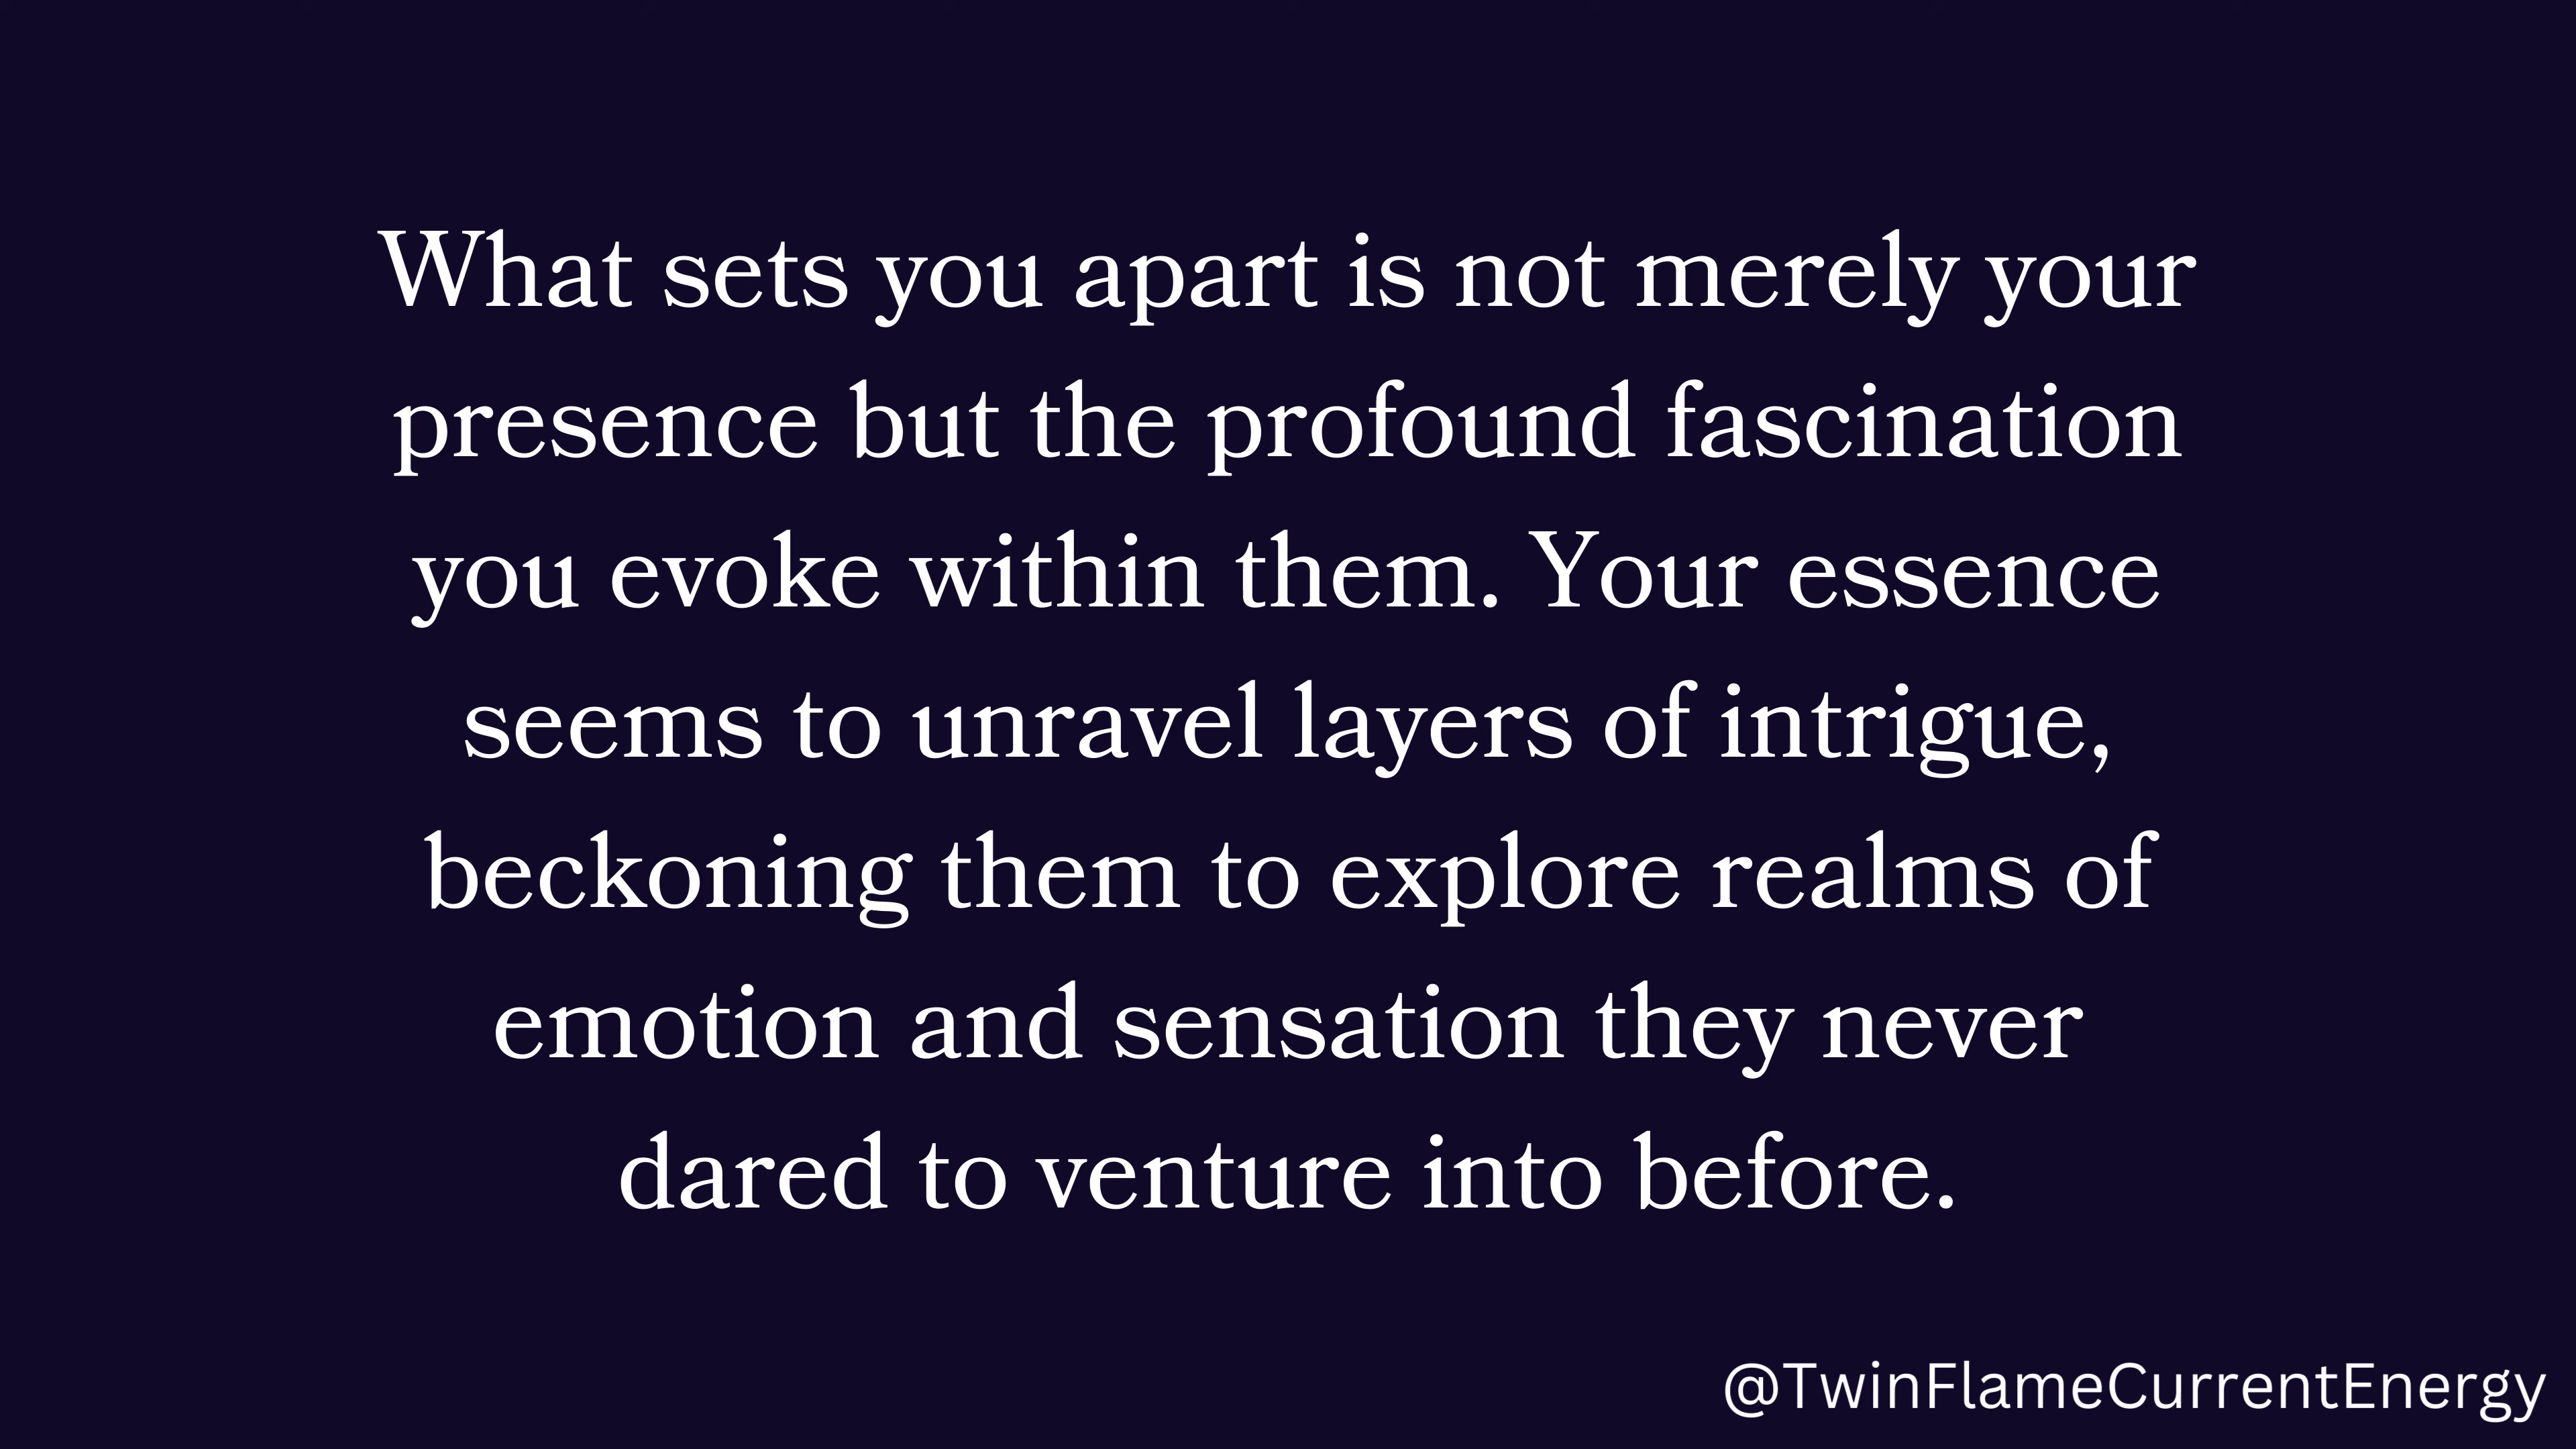 What sets you apart is not merely your
presence but the profound fascination
you evoke within them. Your essence
seems to unravel layers of intrigue,
beckoning them to explore realms of
emotion and sensation they never
dared to venture into before.
@TwinFlameCurrentEnergy